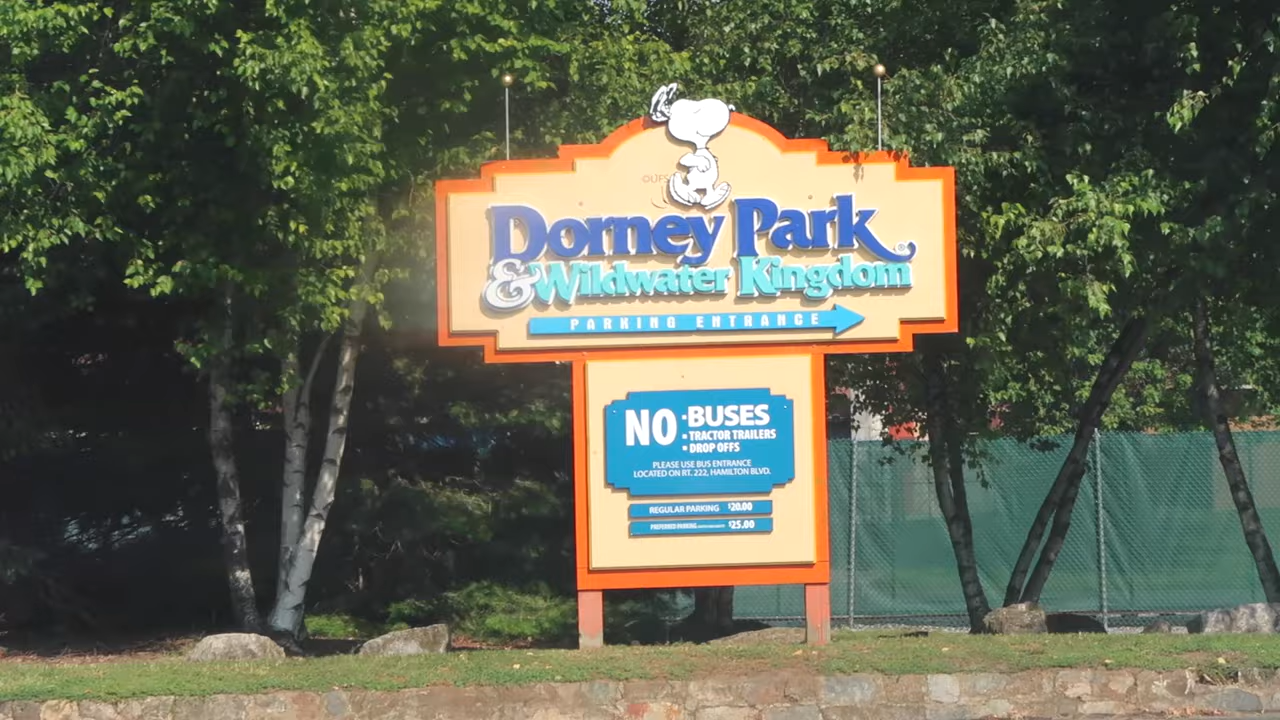 ©UFS
Dorney Park ®
& Wildwater Kingdom
PARKING ENTRANCE
NO ·BUSES
▪ TRACTOR TRAILERS
▪ DROP OFFS
PLEASE USE BUS ENTRANCE
LOCATED ON RT. 222, HAMILTON BLVD.
REGULAR PARKING $20.00
PREFERRED PARKING $25.00